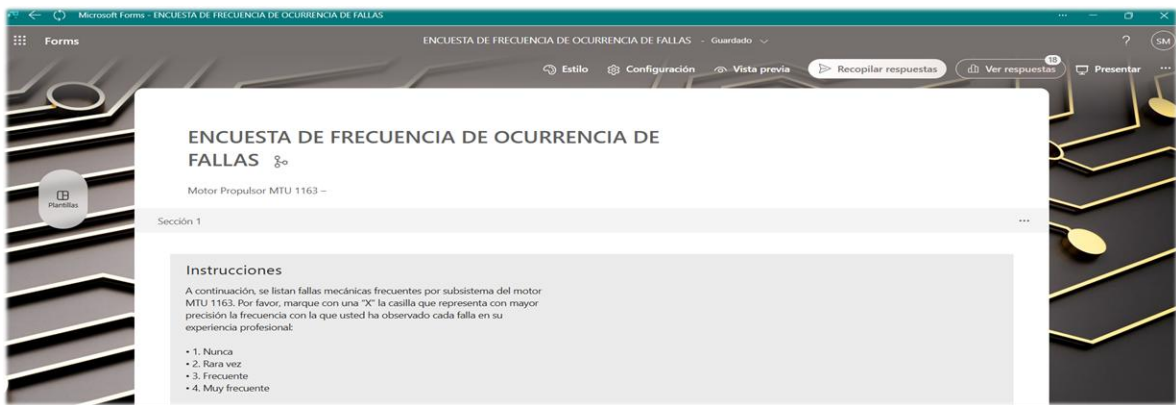 Microsoft Forms - ENCUESTA DE FRECUENCIA DE OCURRENCIA DE FALLAS
Forms
ENCUESTA DE FRECUENCIA DE OCURRENCIA DE FALLAS - Guardado
? SM
Estilo Configuración Vista previa Recopilar respuestas Ver respuestas 18 Presentar ...
ENCUESTA DE FRECUENCIA DE OCURRENCIA DE
FALLAS
Plantillas
Motor Propulsor MTU 1163 –
Sección 1 ...
Instrucciones
A continuación, se listan fallas mecánicas frecuentes por subsistema del motor
MTU 1163. Por favor, marque con una "X" la casilla que representa con mayor
precisión la frecuencia con la que usted ha observado cada falla en su
experiencia profesional:
• 1. Nunca
• 2. Rara vez
• 3. Frecuente
• 4. Muy frecuente